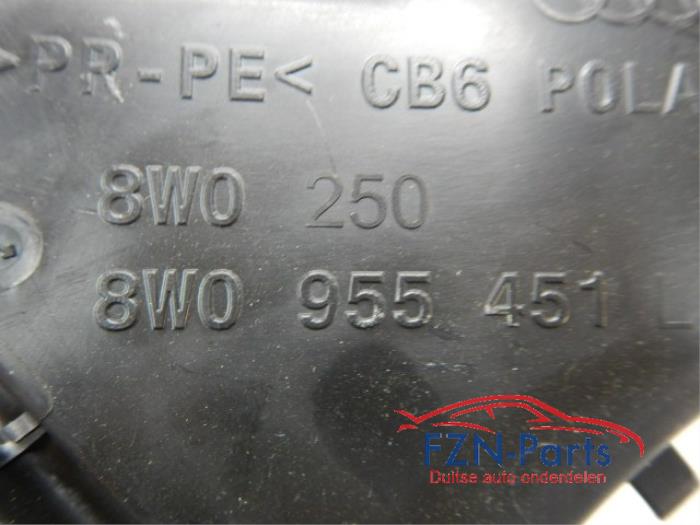 >PR-PE< CB6 POLA
8W0 250
8W0 955 451 L
FZN-Parts
Duitse auto onderdelen